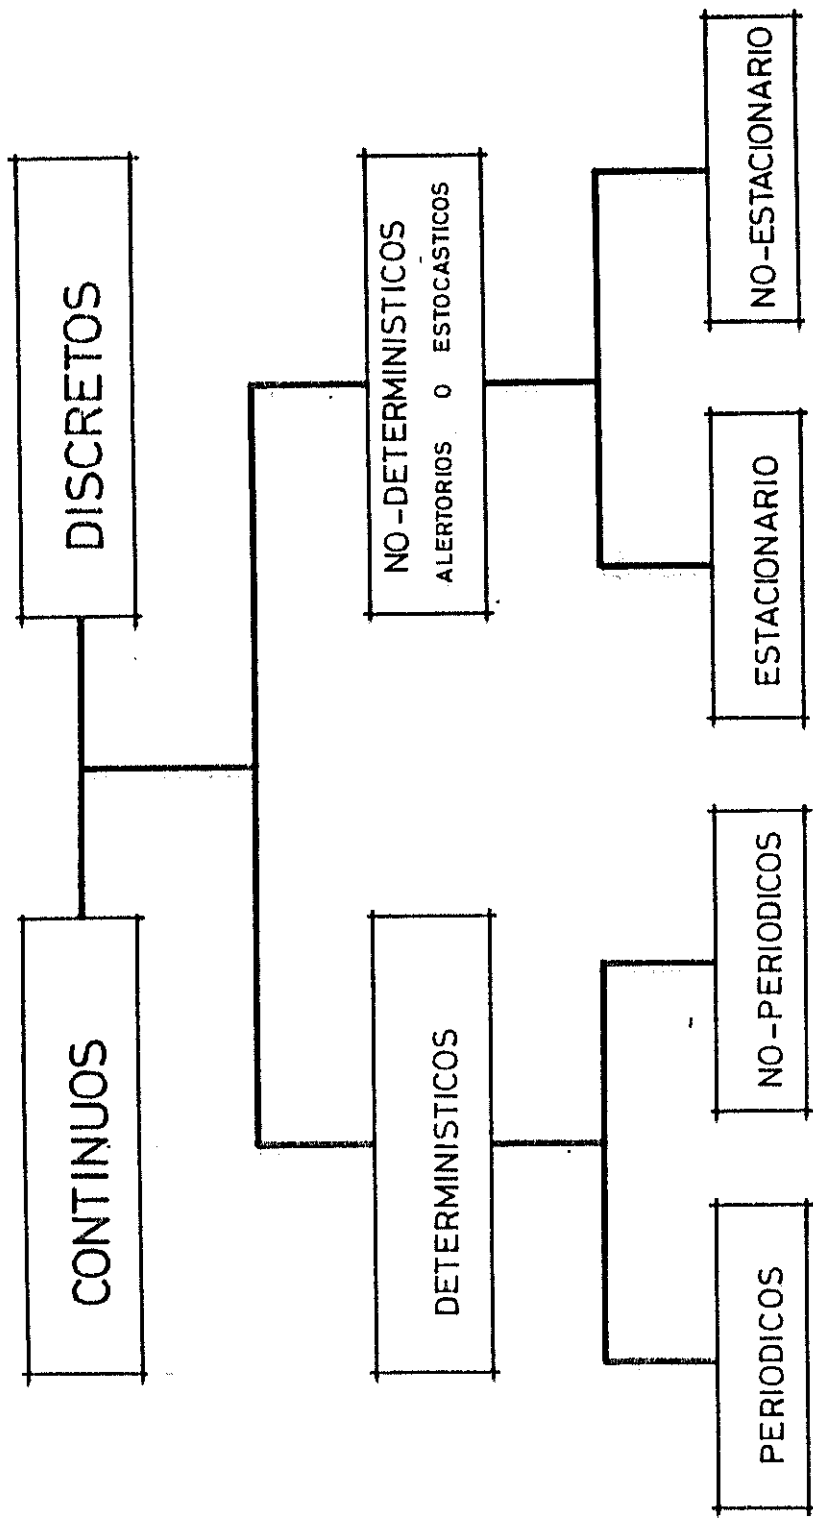 CONTINUOS
DISCRETOS
DETERMINISTICOS
NO-DETERMINISTICOS
ALERTORIOS O ESTOCASTICOS
PERIODICOS
NO-PERIODICOS
ESTACIONARIO
NO-ESTACIONARIO